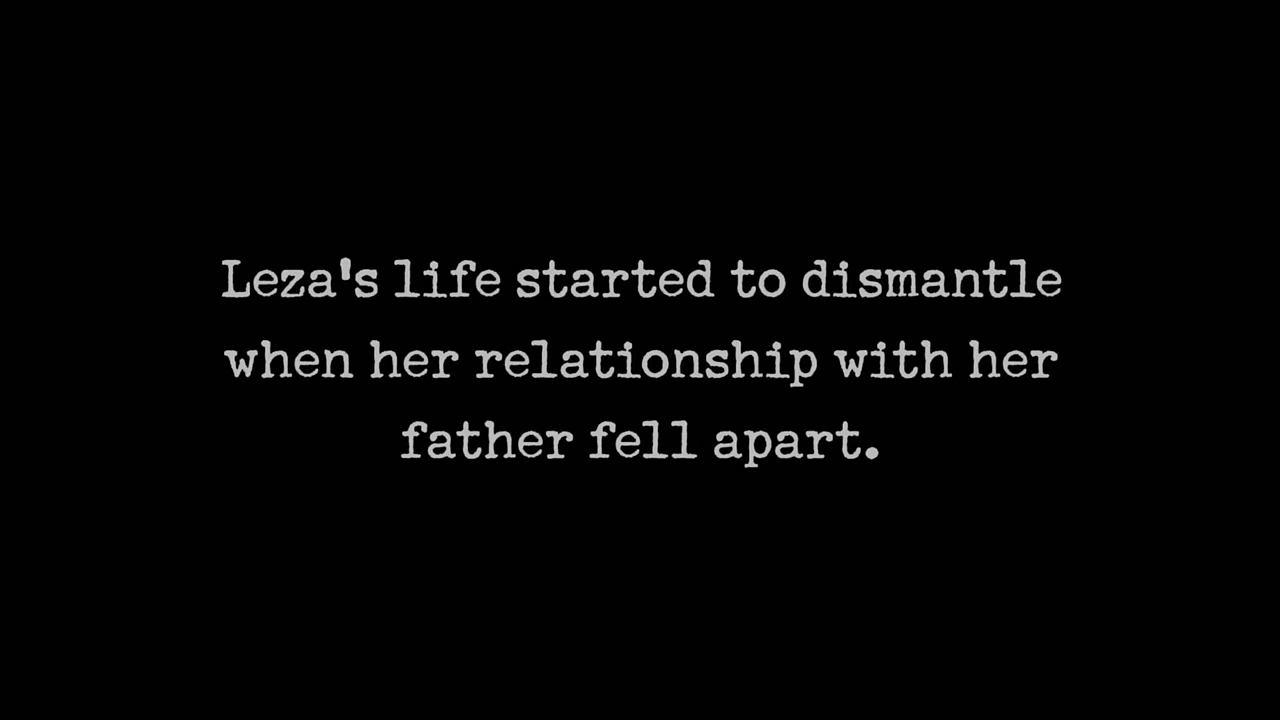 Leza's life started to dismantle
when her relationship with her
father fell apart.